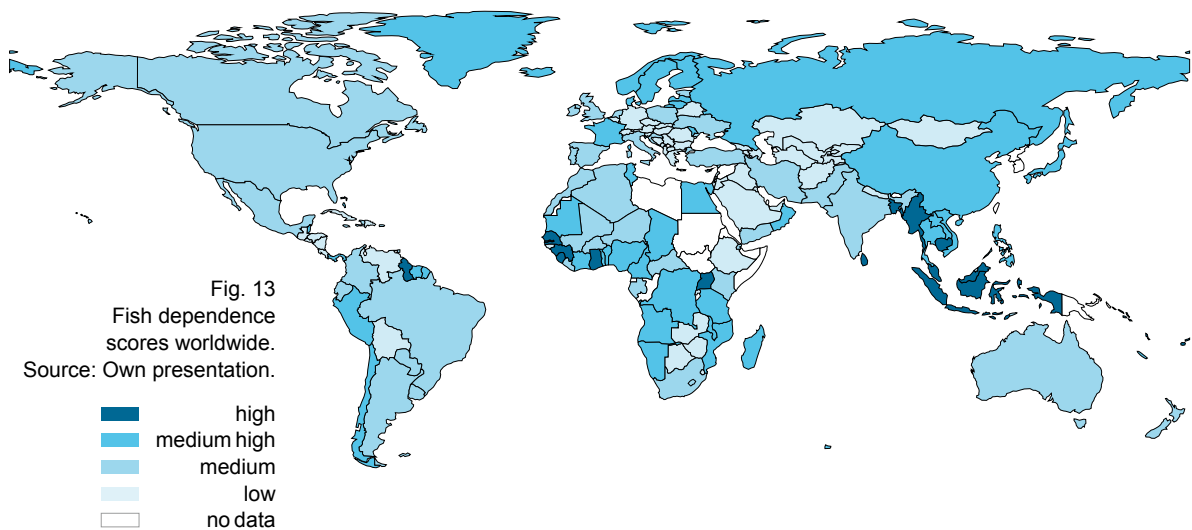 Fig. 13
Fish dependence
scores worldwide.
Source: Own presentation.
high
medium high
medium
low
no data